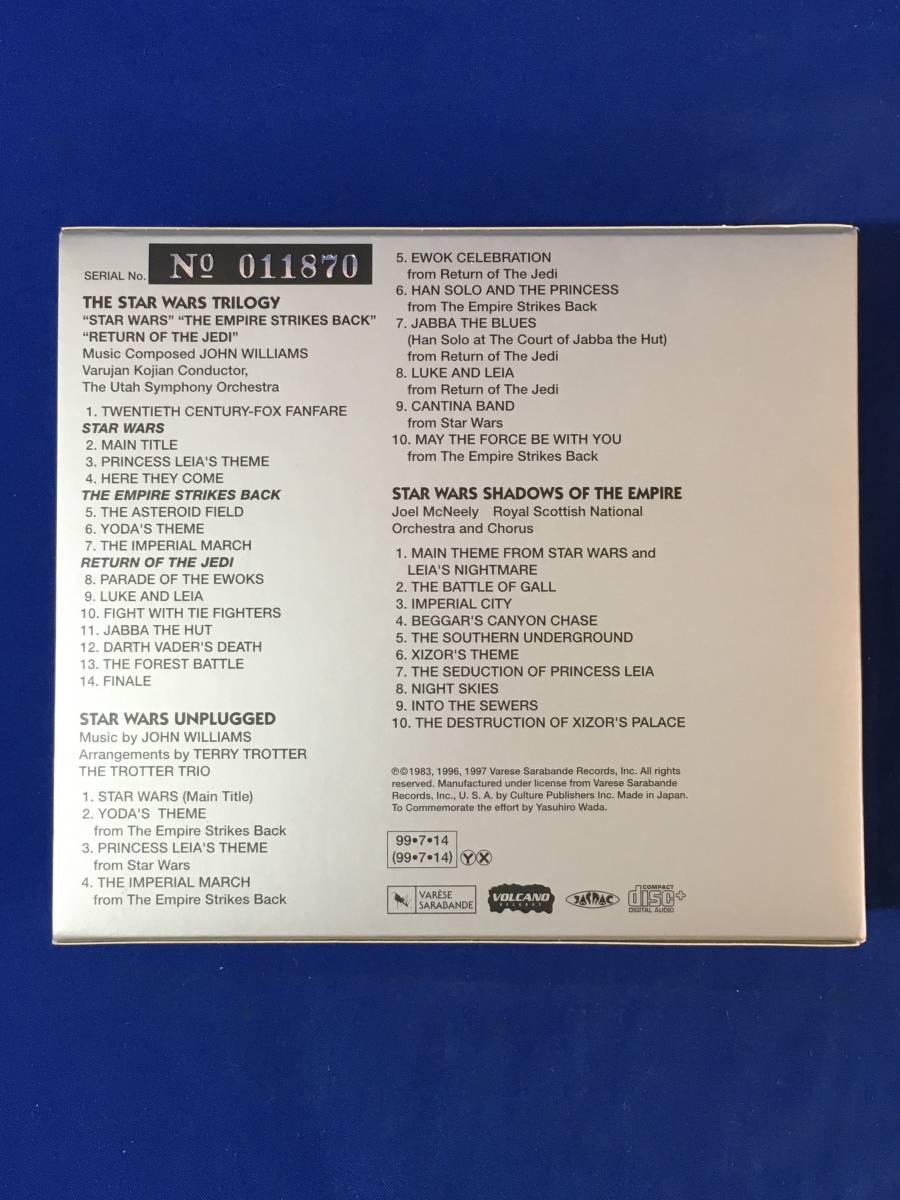 SERIAL No. No 011870
THE STAR WARS TRILOGY
“STAR WARS” “THE EMPIRE STRIKES BACK”
“RETURN OF THE JEDI”
Music Composed JOHN WILLIAMS
Varujan Kojian Conductor,
The Utah Symphony Orchestra
1. TWENTIETH CENTURY-FOX FANFARE
STAR WARS
2. MAIN TITLE
3. PRINCESS LEIA'S THEME
4. HERE THEY COME
THE EMPIRE STRIKES BACK
5. THE ASTEROID FIELD
6. YODA'S THEME
7. THE IMPERIAL MARCH
RETURN OF THE JEDI
8. PARADE OF THE EWOKS
9. LUKE AND LEIA
10. FIGHT WITH TIE FIGHTERS
11. JABBA THE HUT
12. DARTH VADER'S DEATH
13. THE FOREST BATTLE
14. FINALE
STAR WARS UNPLUGGED
Music by JOHN WILLIAMS
Arrangements by TERRY TROTTER
THE TROTTER TRIO
1. STAR WARS (Main Title)
2. YODA'S THEME
from The Empire Strikes Back
3. PRINCESS LEIA'S THEME
from Star Wars
4. THE IMPERIAL MARCH
from The Empire Strikes Back
5. EWOK CELEBRATION
from Return of The Jedi
6. HAN SOLO AND THE PRINCESS
from The Empire Strikes Back
7. JABBA THE BLUES
(Han Solo at The Court of Jabba the Hut)
from Return of The Jedi
8. LUKE AND LEIA
from Return of The Jedi
9. CANTINA BAND
from Star Wars
10. MAY THE FORCE BE WITH YOU
from The Empire Strikes Back
STAR WARS SHADOWS OF THE EMPIRE
Joel McNeely Royal Scottish National
Orchestra and Chorus
1. MAIN THEME FROM STAR WARS and
LEIA'S NIGHTMARE
2. THE BATTLE OF GALL
3. IMPERIAL CITY
4. BEGGAR'S CANYON CHASE
5. THE SOUTHERN UNDERGROUND
6. XIZOR'S THEME
7. THE SEDUCTION OF PRINCESS LEIA
8. NIGHT SKIES
9. INTO THE SEWERS
10. THE DESTRUCTION OF XIZOR'S PALACE
℗©1983, 1996, 1997 Varese Sarabande Records, Inc. All rights
reserved. Manufactured under license from Varese Sarabande
Records, Inc., U. S. A. by Culture Publishers Inc. Made in Japan.
To Commemorate the effort by Yasuhiro Wada.
99•7•14
(99•7•14) Ⓨ Ⓧ
VARÈSE
SARABANDE
VOLCANO
RECORDS
JASRAC
COMPACT
disc+
DIGITAL AUDIO